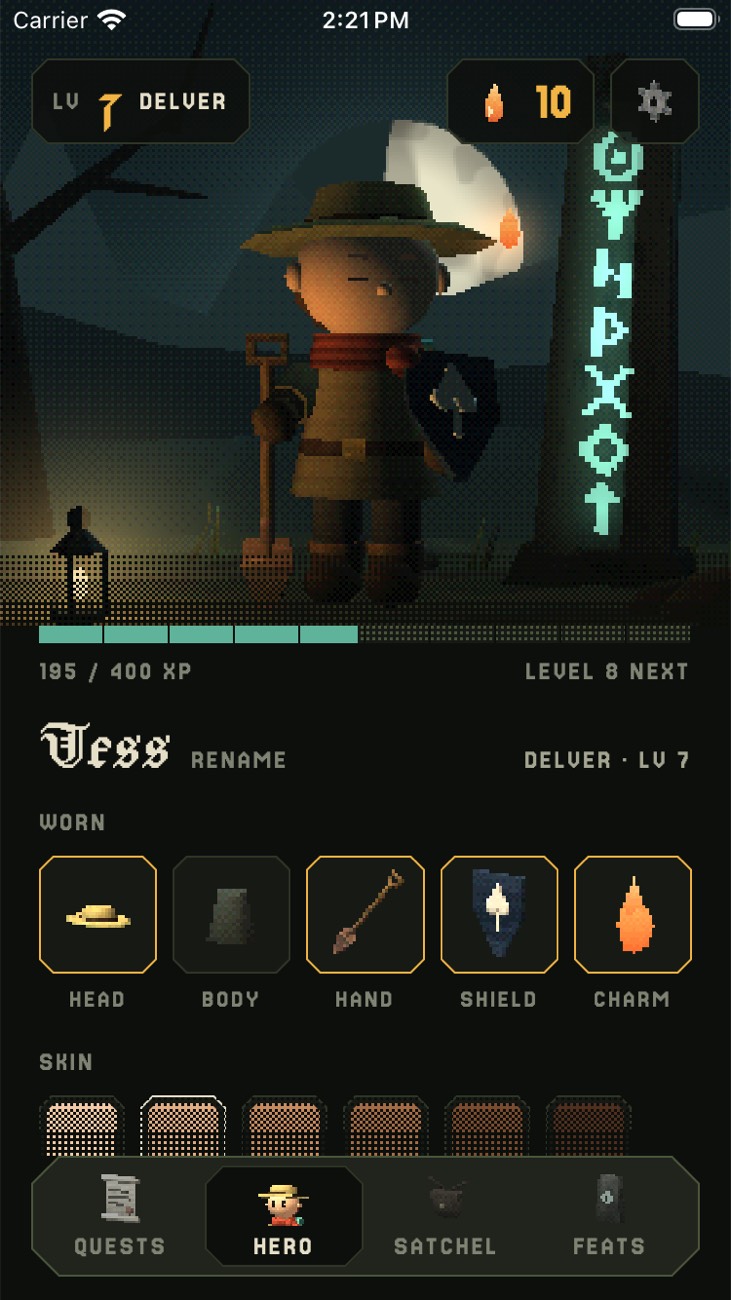 Carrier 2:21 PM
LV 7 DELVER 10
195 / 400 XP LEVEL 8 NEXT
Vess RENAME DELVER · LV 7
WORN
HEAD BODY HAND SHIELD CHARM
SKIN
QUESTS HERO SATCHEL FEATS